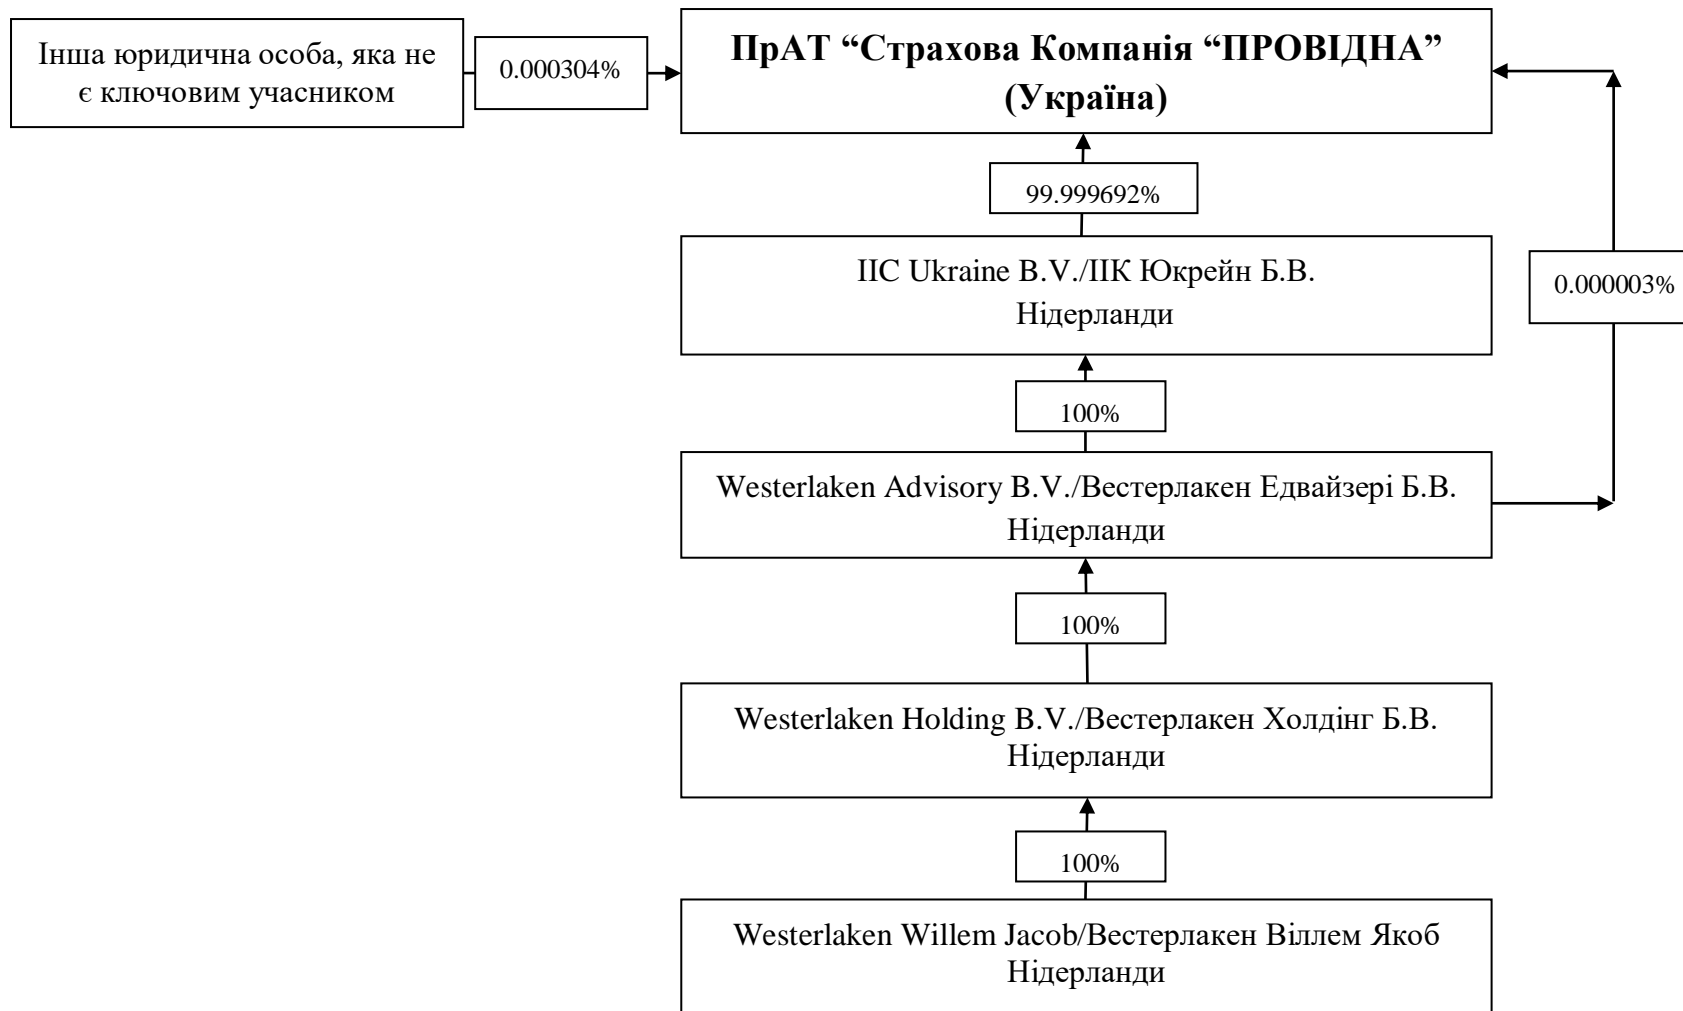 Інша юридична особа, яка не
є ключовим учасником
0.000304%
ПрАТ “Страхова Компанія “ПРОВІДНА”
(Україна)
99.999692%
IIC Ukraine B.V./ІІК Юкрейн Б.В.
Нідерланди
0.000003%
100%
Westerlaken Advisory B.V./Вестерлакен Едвайзері Б.В.
Нідерланди
100%
Westerlaken Holding B.V./Вестерлакен Холдінг Б.В.
Нідерланди
100%
Westerlaken Willem Jacob/Вестерлакен Віллем Якоб
Нідерланди